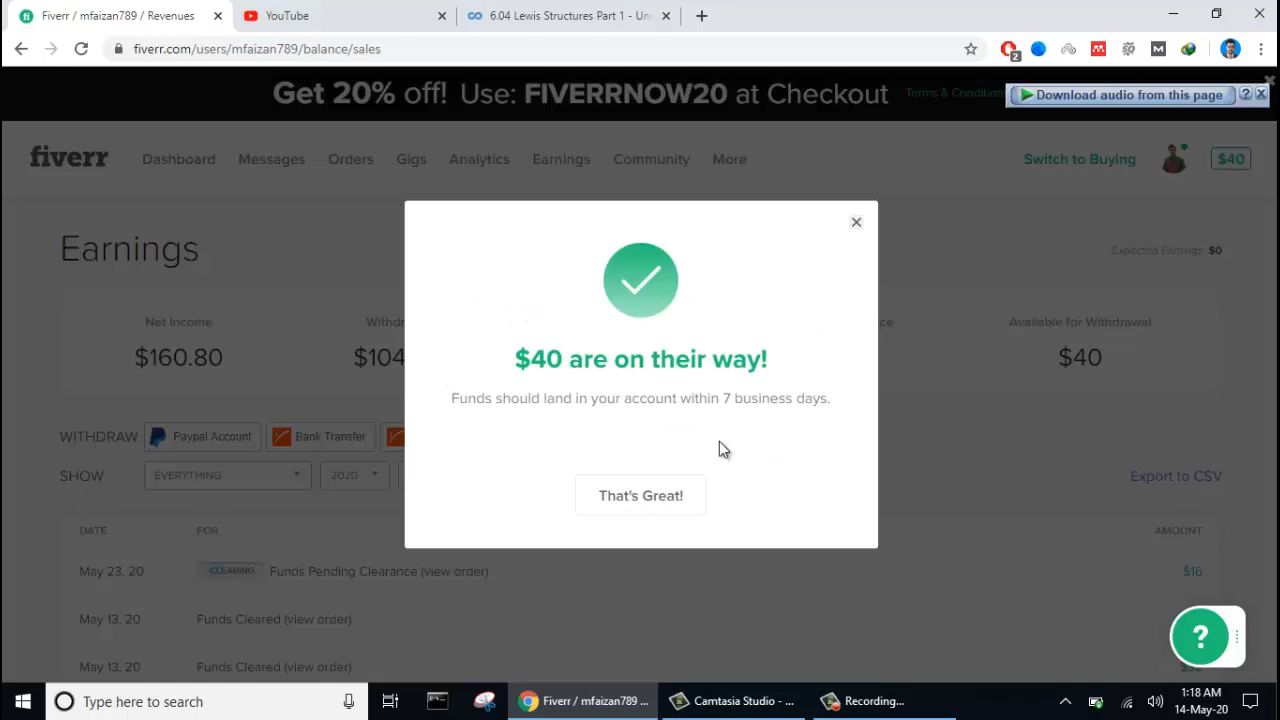 Fiverr / mfaizan789 / Revenues
YouTube
6.04 Lewis Structures Part 1 - Un
fiverr.com/users/mfaizan789/balance/sales
2
Get 20% off! Use: FIVERRNOW20 at Checkout
Terms & Condition
Download audio from this page
?
fiverr
Dashboard
Messages
Orders
Gigs
Analytics
Earnings
Community
More
Switch to Buying
$40
Earnings
Expected Earnings $0
Net Income
Withdr
ce
Available for Withdrawal
$160.80
$104
$40
$40 are on their way!
Funds should land in your account within 7 business days.
That's Great!
WITHDRAW
Paypal Account
Bank Transfer
SHOW
EVERYTHING
2020
Export to CSV
DATE
FOR
AMOUNT
May 23, 20
CLEARING
Funds Pending Clearance (view order)
$16
May 13, 20
Funds Cleared (view order)
May 13, 20
Funds Cleared (view order)
?
Type here to search
Fiverr / mfaizan789 ...
Camtasia Studio - ...
Recording...
1:18 AM
14-May-20